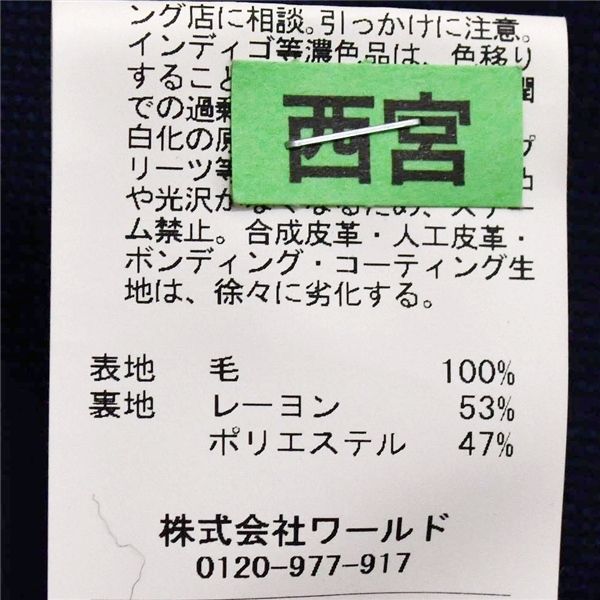 ング店に相談。引っかけに注意。
インディゴ等濃色品は、色移り
すること
での過剰
白化の原
リーツ等
や光沢が
ム禁止。合成皮革・人工皮革・
ボンディング・コーティング生
地は、徐々に劣化する。
西宮
表地 毛 100%
裏地 レーヨン 53%
ポリエステル 47%
株式会社ワールド
0120-977-917